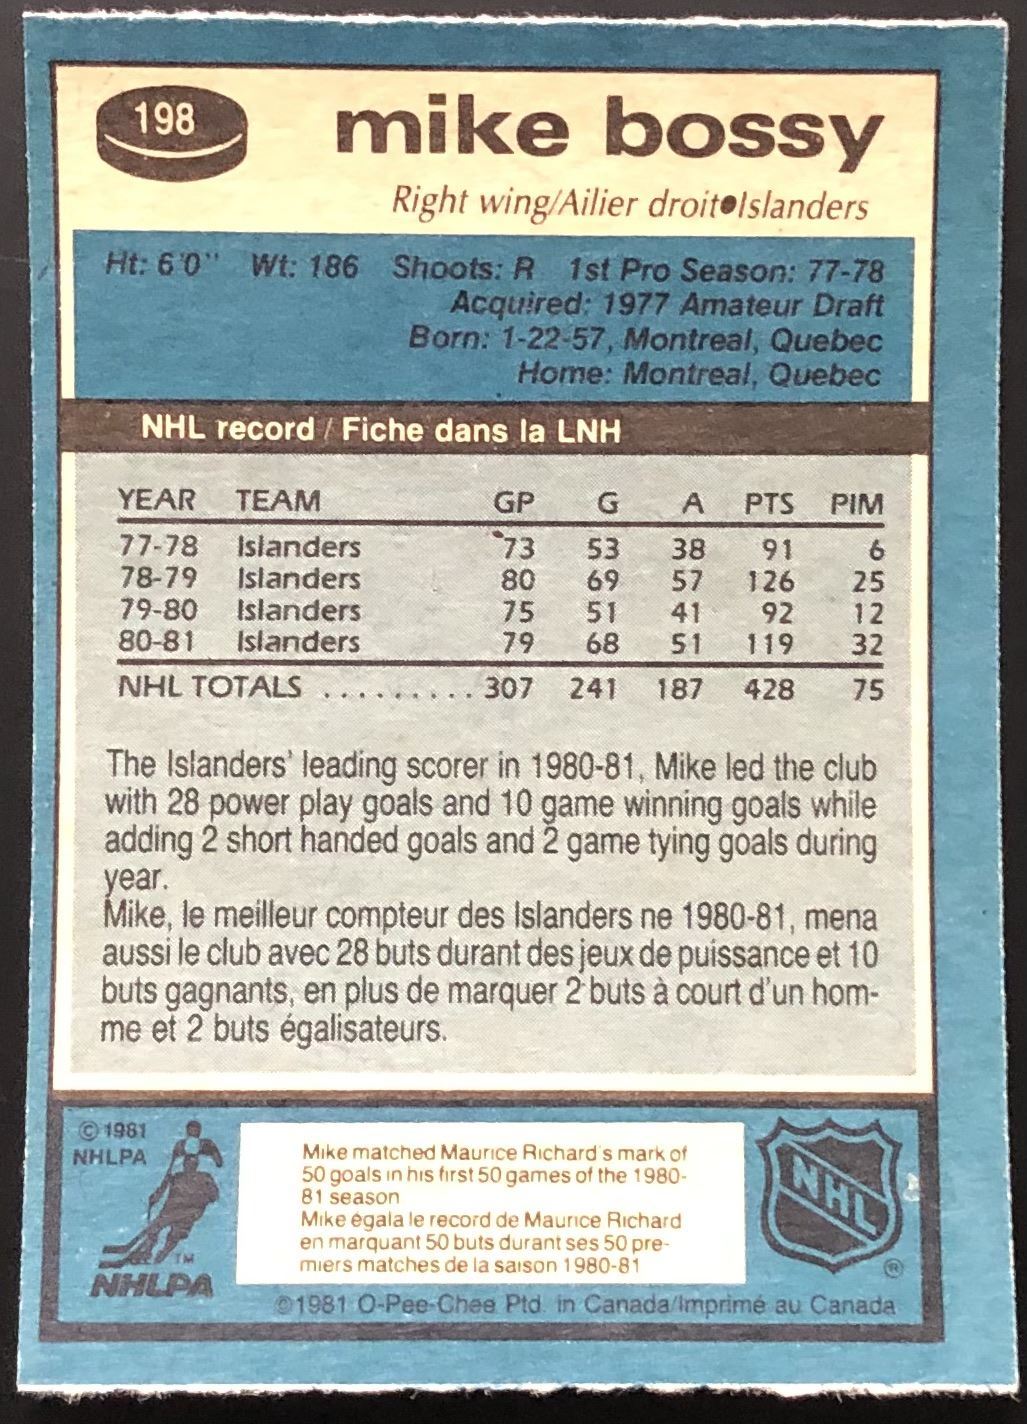 198
mike bossy
Right wing/Ailier droit•Islanders
Ht: 6'0" Wt: 186 Shoots: R 1st Pro Season: 77-78
Acquired: 1977 Amateur Draft
Born: 1-22-57, Montreal, Quebec
Home: Montreal, Quebec
NHL record / Fiche dans la LNH
YEAR TEAM GP G A PTS PIM
77-78 Islanders 73 53 38 91 6
78-79 Islanders 80 69 57 126 25
79-80 Islanders 75 51 41 92 12
80-81 Islanders 79 68 51 119 32
NHL TOTALS .......... 307 241 187 428 75
The Islanders' leading scorer in 1980-81, Mike led the club
with 28 power play goals and 10 game winning goals while
adding 2 short handed goals and 2 game tying goals during
year.
Mike, le meilleur compteur des Islanders ne 1980-81, mena
aussi le club avec 28 buts durant des jeux de puissance et 10
buts gagnants, en plus de marquer 2 buts à court d'un hom-
me et 2 buts égalisateurs.
© 1981
NHLPA
TM
NHLPA
Mike matched Maurice Richard's mark of
50 goals in his first 50 games of the 1980-
81 season
Mike égala le record de Maurice Richard
en marquant 50 buts durant ses 50 pre-
miers matches de la saison 1980-81
NHL
®
©1981 O-Pee-Chee Ptd. in Canada/Imprimé au Canada